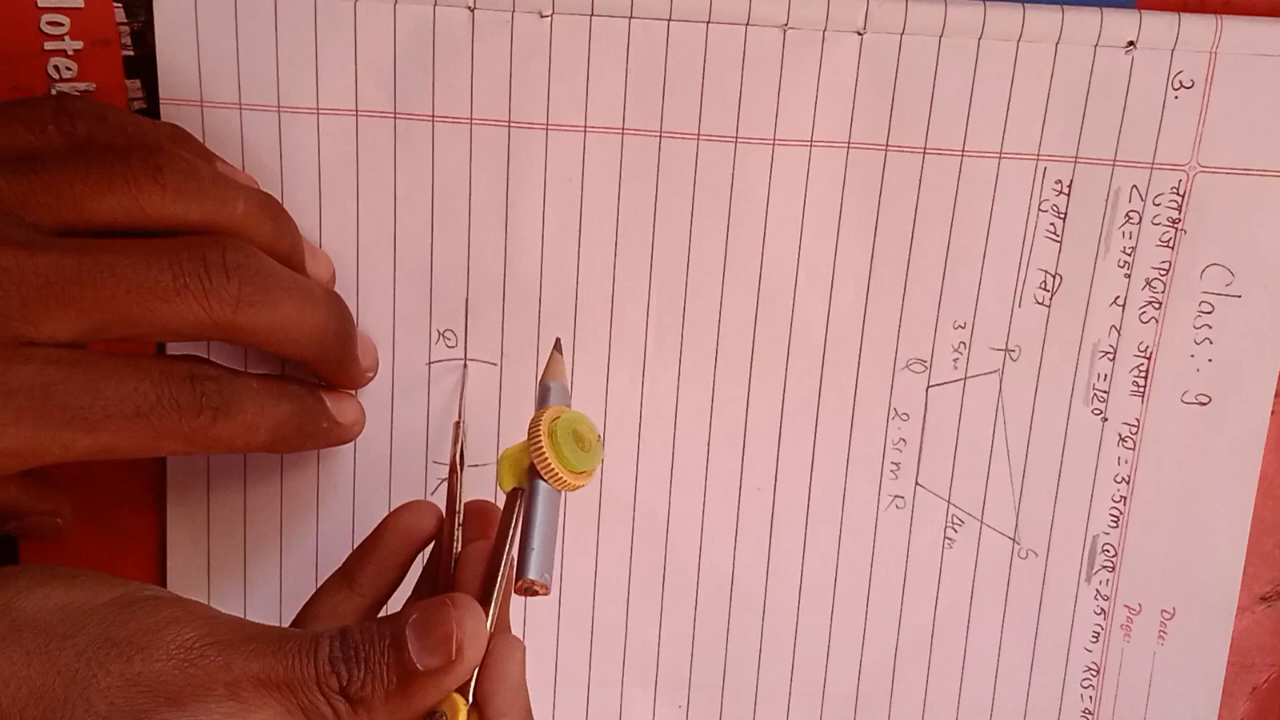 Class: 9
Date:
Page:
3. चतुर्भुज PQRS जसमा PQ = 3.5cm, QR = 2.5cm, RS = 4
∠Q = 75° र ∠R = 120°
नमुना चित्र
P
S
3.5cm
4cm
Q
2.5cm R
Q
Note